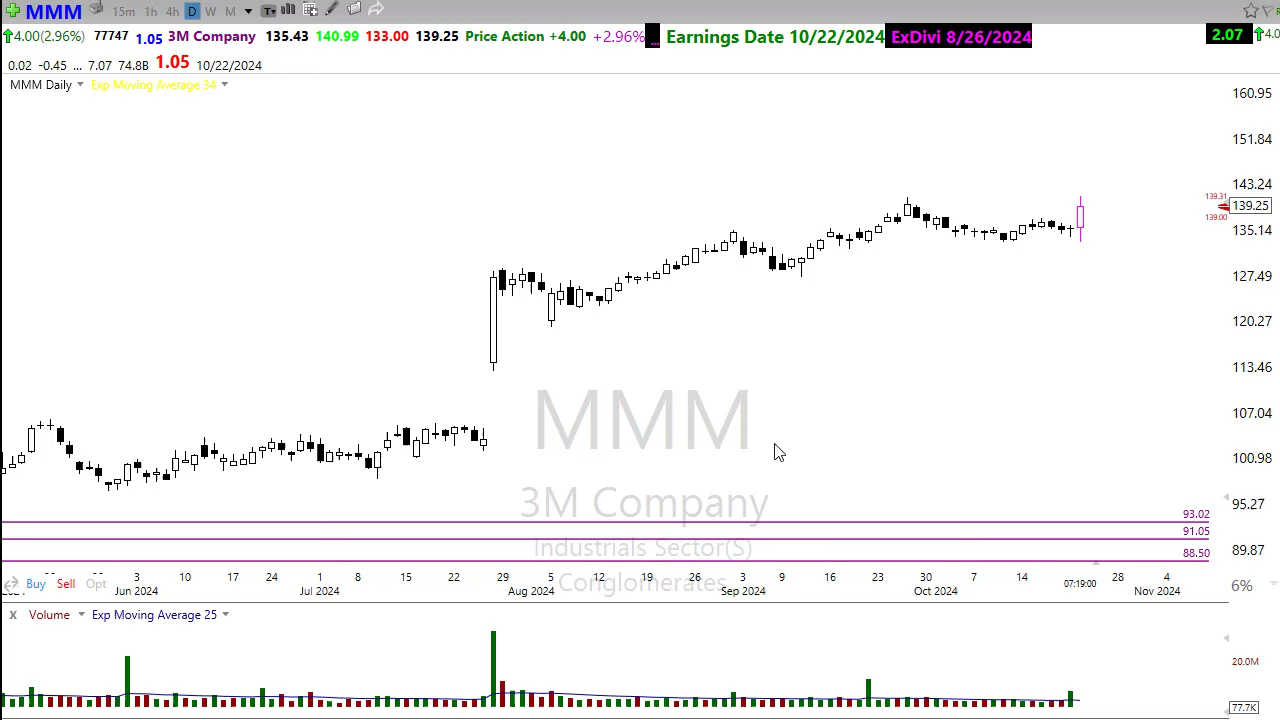 MMM 15m 1h 4h D W M T
4.00(2.96%) 77747 1.05 3M Company 135.43 140.99 133.00 139.25 Price Action +4.00 +2.96% ... Earnings Date 10/22/2024 ExDivi 8/26/2024 2.07
0.02 -0.45 ... 7.07 74.8B 1.05 10/22/2024
MMM Daily Exp Moving Average 34
160.95
151.84
143.24
139.31
139.25
139.00
135.14
127.49
120.27
113.46
107.04
100.98
95.27
89.87
MMM
3M Company
Industrials Sector(S)
Conglomerates
93.02
91.05
88.50
3 10 17 24 1 8 15 22 29 5 12 19 26 3 9 16 23 30 7 14 07:19:00 28 4
Buy Sell Opt 6%
Jun 2024 Jul 2024 Aug 2024 Sep 2024 Oct 2024 Nov 2024
X Volume Exp Moving Average 25
20.0M
77.7K